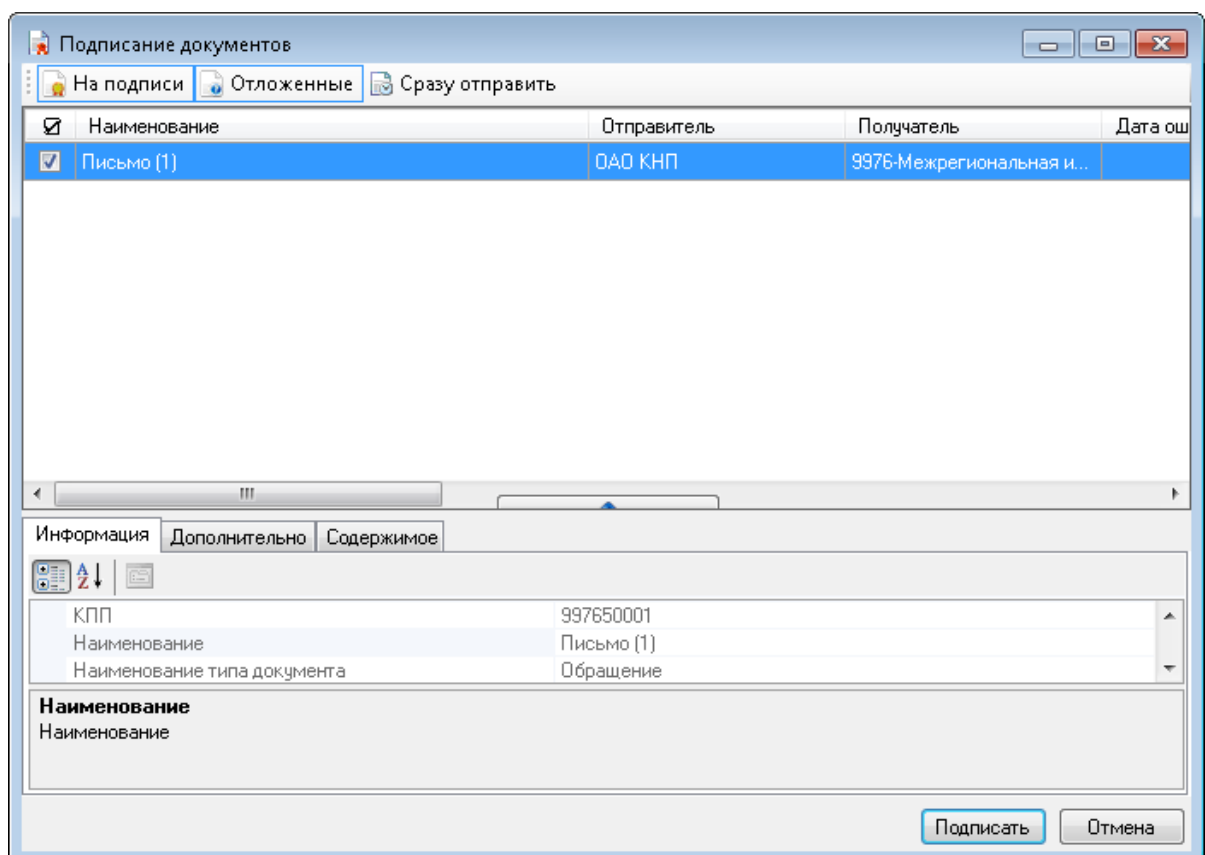 Подписание документов
На подписи Отложенные Сразу отправить
Наименование Отправитель Получатель Дата ош
Письмо (1) ОАО КНП 9976-Межрегиональная и...
Информация Дополнительно Содержимое
КПП 997650001
Наименование Письмо (1)
Наименование типа документа Обращение
Наименование
Наименование
Подписать Отмена